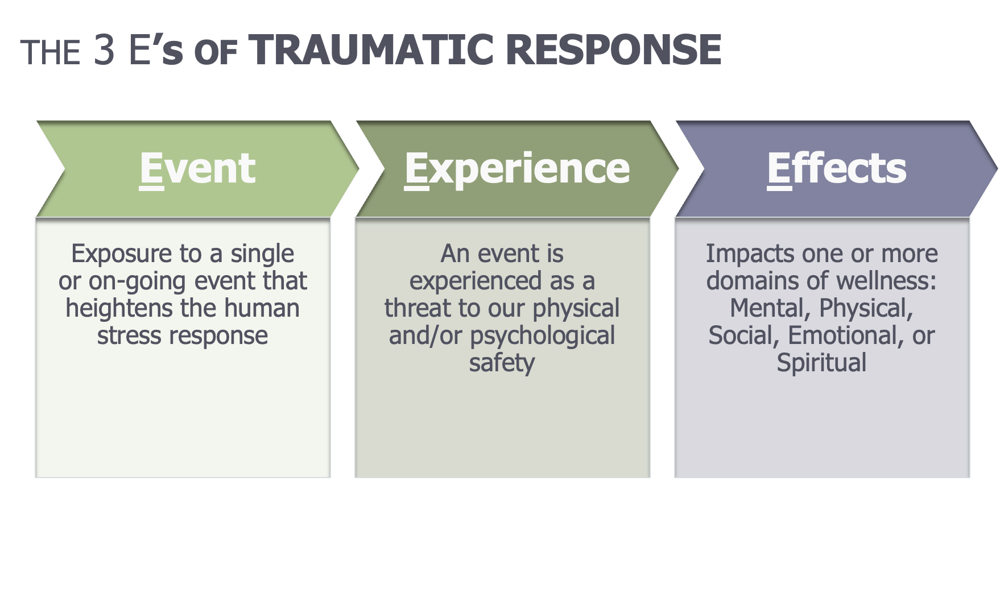 THE 3 E’s OF TRAUMATIC RESPONSE
Event
Exposure to a single
or on-going event that
heightens the human
stress response
Experience
An event is
experienced as a
threat to our physical
and/or psychological
safety
Effects
Impacts one or more
domains of wellness:
Mental, Physical,
Social, Emotional, or
Spiritual